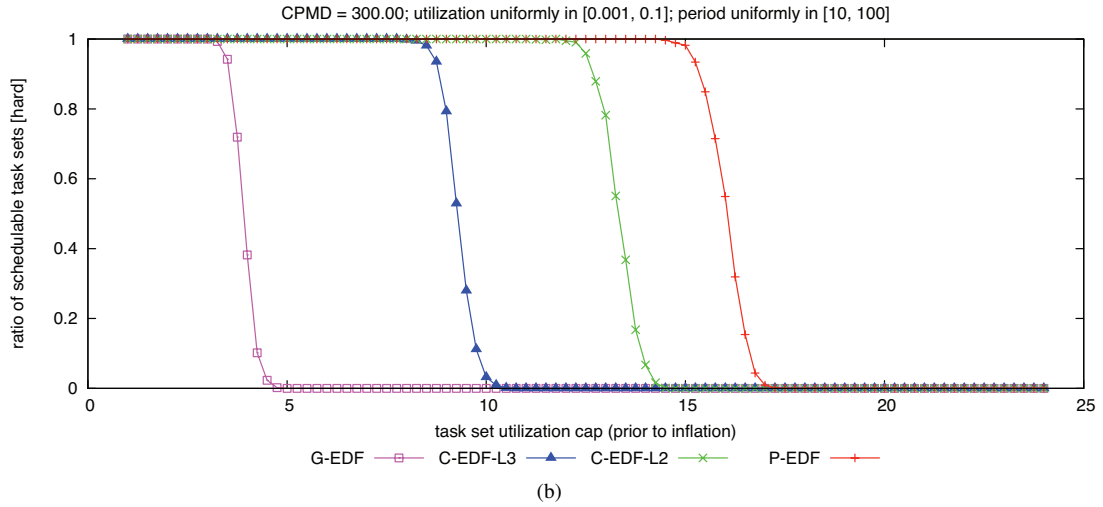 CPMD = 300.00; utilization uniformly in [0.001, 0.1]; period uniformly in [10, 100]
ratio of schedulable task sets [hard]
1
0.8
0.6
0.4
0.2
0
0 5 10 15 20 25
task set utilization cap (prior to inflation)
G-EDF C-EDF-L3 C-EDF-L2 P-EDF
(b)